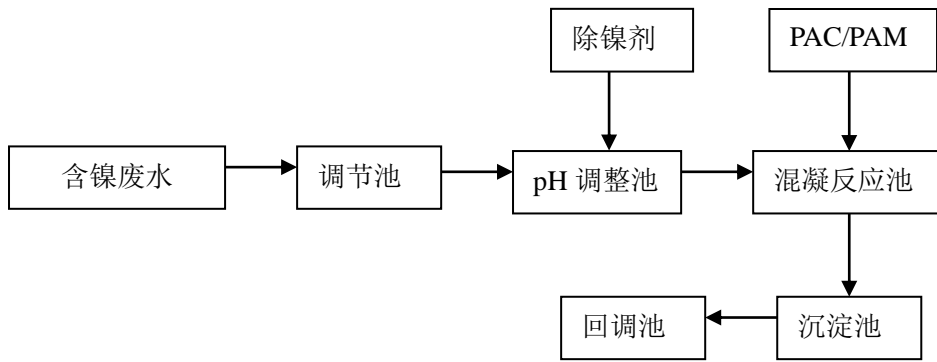 除镍剂
PAC/PAM
含镍废水
调节池
pH 调整池
混凝反应池
回调池
沉淀池